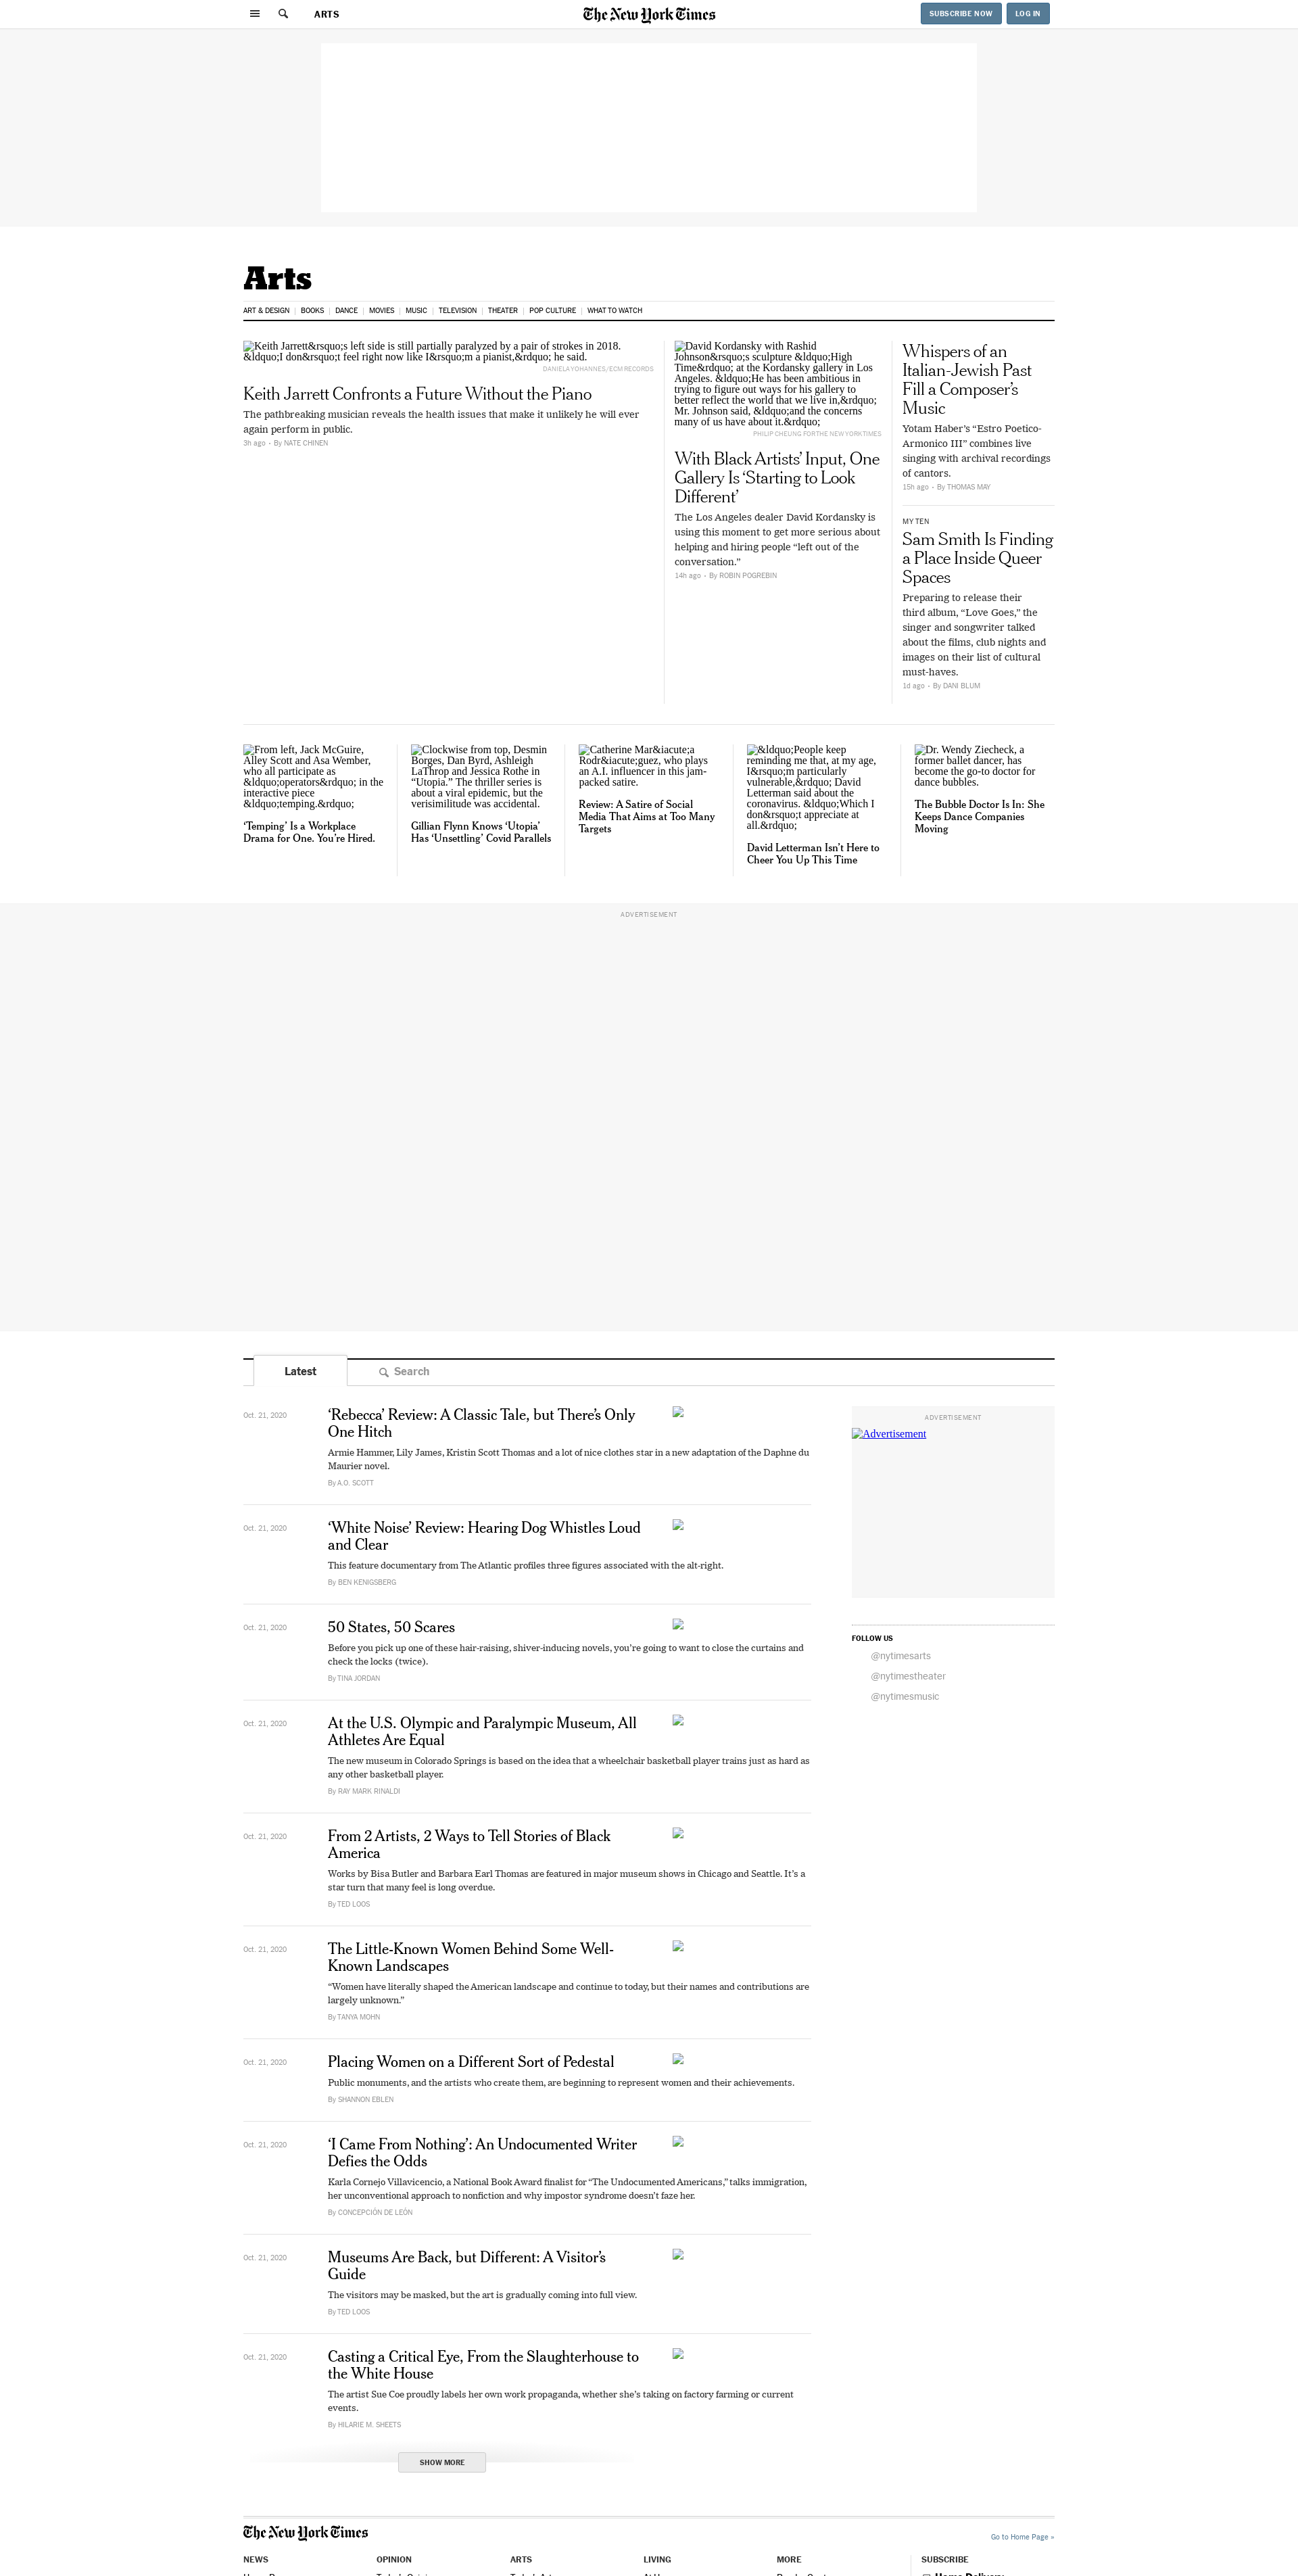 ARTS
The New York Times
SUBSCRIBE NOW
LOG IN
Arts
ART & DESIGN
BOOKS
DANCE
MOVIES
MUSIC
TELEVISION
THEATER
POP CULTURE
WHAT TO WATCH
Keith Jarrett&rsquo;s left side is still partially paralyzed by a pair of strokes in 2018.
&ldquo;I don&rsquo;t feel right now like I&rsquo;m a pianist,&rdquo; he said.
DANIELA YOHANNES/ECM RECORDS
Keith Jarrett Confronts a Future Without the Piano
The pathbreaking musician reveals the health issues that make it unlikely he will ever
again perform in public.
3h ago • By NATE CHINEN
David Kordansky with Rashid
Johnson&rsquo;s sculpture &ldquo;High
Time&rdquo; at the Kordansky gallery in Los
Angeles. &ldquo;He has been ambitious in
trying to figure out ways for his gallery to
better reflect the world that we live in,&rdquo;
Mr. Johnson said, &ldquo;and the concerns
many of us have about it.&rdquo;
PHILIP CHEUNG FOR THE NEW YORK TIMES
With Black Artists’ Input, One
Gallery Is ‘Starting to Look
Different’
The Los Angeles dealer David Kordansky is
using this moment to get more serious about
helping and hiring people “left out of the
conversation.”
14h ago • By ROBIN POGREBIN
Whispers of an
Italian-Jewish Past
Fill a Composer’s
Music
Yotam Haber’s “Estro Poetico-
Armonico III” combines live
singing with archival recordings
of cantors.
15h ago • By THOMAS MAY
MY TEN
Sam Smith Is Finding
a Place Inside Queer
Spaces
Preparing to release their
third album, “Love Goes,” the
singer and songwriter talked
about the films, club nights and
images on their list of cultural
must-haves.
1d ago • By DANI BLUM
From left, Jack McGuire,
Alley Scott and Asa Wember,
who all participate as
&ldquo;operators&rdquo; in the
interactive piece
&ldquo;temping.&rdquo;
‘Temping’ Is a Workplace
Drama for One. You’re Hired.
Clockwise from top, Desmin
Borges, Dan Byrd, Ashleigh
LaThrop and Jessica Rothe in
“Utopia.” The thriller series is
about a viral epidemic, but the
verisimilitude was accidental.
Gillian Flynn Knows ‘Utopia’
Has ‘Unsettling’ Covid Parallels
Catherine Mar&iacute;a
Rodr&iacute;guez, who plays
an A.I. influencer in this jam-
packed satire.
Review: A Satire of Social
Media That Aims at Too Many
Targets
&ldquo;People keep
reminding me that, at my age,
I&rsquo;m particularly
vulnerable,&rdquo; David
Letterman said about the
coronavirus. &ldquo;Which I
don&rsquo;t appreciate at
all.&rdquo;
David Letterman Isn’t Here to
Cheer You Up This Time
Dr. Wendy Ziecheck, a
former ballet dancer, has
become the go-to doctor for
dance bubbles.
The Bubble Doctor Is In: She
Keeps Dance Companies
Moving
ADVERTISEMENT
Latest
Search
Oct. 21, 2020
‘Rebecca’ Review: A Classic Tale, but There’s Only
One Hitch
Armie Hammer, Lily James, Kristin Scott Thomas and a lot of nice clothes star in a new adaptation of the Daphne du
Maurier novel.
By A.O. SCOTT
Oct. 21, 2020
‘White Noise’ Review: Hearing Dog Whistles Loud
and Clear
This feature documentary from The Atlantic profiles three figures associated with the alt-right.
By BEN KENIGSBERG
Oct. 21, 2020
50 States, 50 Scares
Before you pick up one of these hair-raising, shiver-inducing novels, you’re going to want to close the curtains and
check the locks (twice).
By TINA JORDAN
Oct. 21, 2020
At the U.S. Olympic and Paralympic Museum, All
Athletes Are Equal
The new museum in Colorado Springs is based on the idea that a wheelchair basketball player trains just as hard as
any other basketball player.
By RAY MARK RINALDI
Oct. 21, 2020
From 2 Artists, 2 Ways to Tell Stories of Black
America
Works by Bisa Butler and Barbara Earl Thomas are featured in major museum shows in Chicago and Seattle. It’s a
star turn that many feel is long overdue.
By TED LOOS
Oct. 21, 2020
The Little-Known Women Behind Some Well-
Known Landscapes
“Women have literally shaped the American landscape and continue to today, but their names and contributions are
largely unknown.”
By TANYA MOHN
Oct. 21, 2020
Placing Women on a Different Sort of Pedestal
Public monuments, and the artists who create them, are beginning to represent women and their achievements.
By SHANNON EBLEN
Oct. 21, 2020
‘I Came From Nothing’: An Undocumented Writer
Defies the Odds
Karla Cornejo Villavicencio, a National Book Award finalist for “The Undocumented Americans,” talks immigration,
her unconventional approach to nonfiction and why impostor syndrome doesn’t faze her.
By CONCEPCIÓN DE LEÓN
Oct. 21, 2020
Museums Are Back, but Different: A Visitor’s
Guide
The visitors may be masked, but the art is gradually coming into full view.
By TED LOOS
Oct. 21, 2020
Casting a Critical Eye, From the Slaughterhouse to
the White House
The artist Sue Coe proudly labels her own work propaganda, whether she’s taking on factory farming or current
events.
By HILARIE M. SHEETS
SHOW MORE
ADVERTISEMENT
Advertisement
FOLLOW US
@nytimesarts
@nytimestheater
@nytimesmusic
The New York Times
Go to Home Page »
NEWS
OPINION
ARTS
LIVING
MORE
SUBSCRIBE